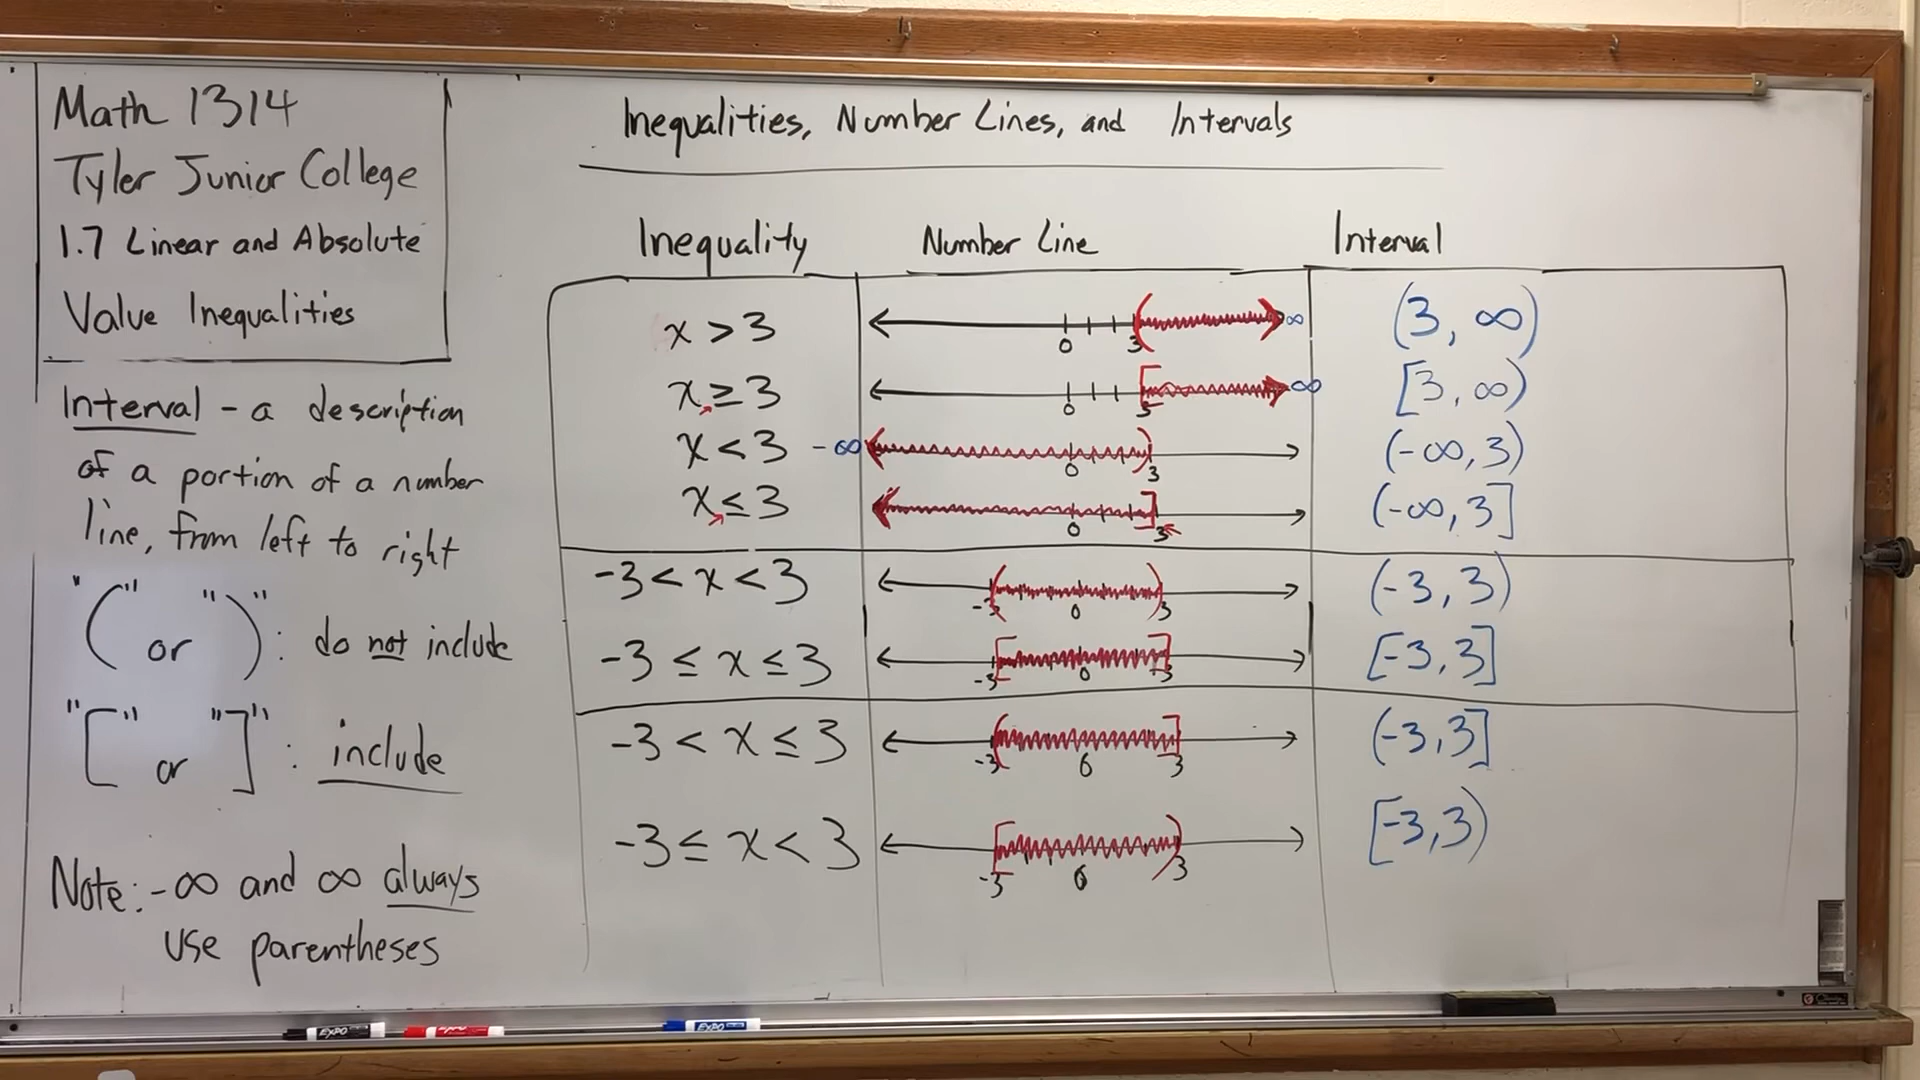 Math 1314
Tyler Junior College
1.7 Linear and Absolute
Value Inequalities
Interval - a description
of a portion of a number
line, from left to right
"(" or ")": do not include
"[" or "]": include
Note: -∞ and ∞ always
use parentheses
Inequalities, Number Lines, and Intervals
Inequality Number Line Interval
x > 3 0 3 ∞ (3, ∞)
x ≥ 3 0 3 ∞ [3, ∞)
x < 3 -∞ 0 3 (-∞, 3)
x ≤ 3 0 3 (-∞, 3]
-3 < x < 3 -3 0 3 (-3, 3)
-3 ≤ x ≤ 3 -3 0 3 [-3, 3]
-3 < x ≤ 3 -3 0 3 (-3, 3]
-3 ≤ x < 3 -3 0 3 [-3, 3)
EXPO EXPO EXPO